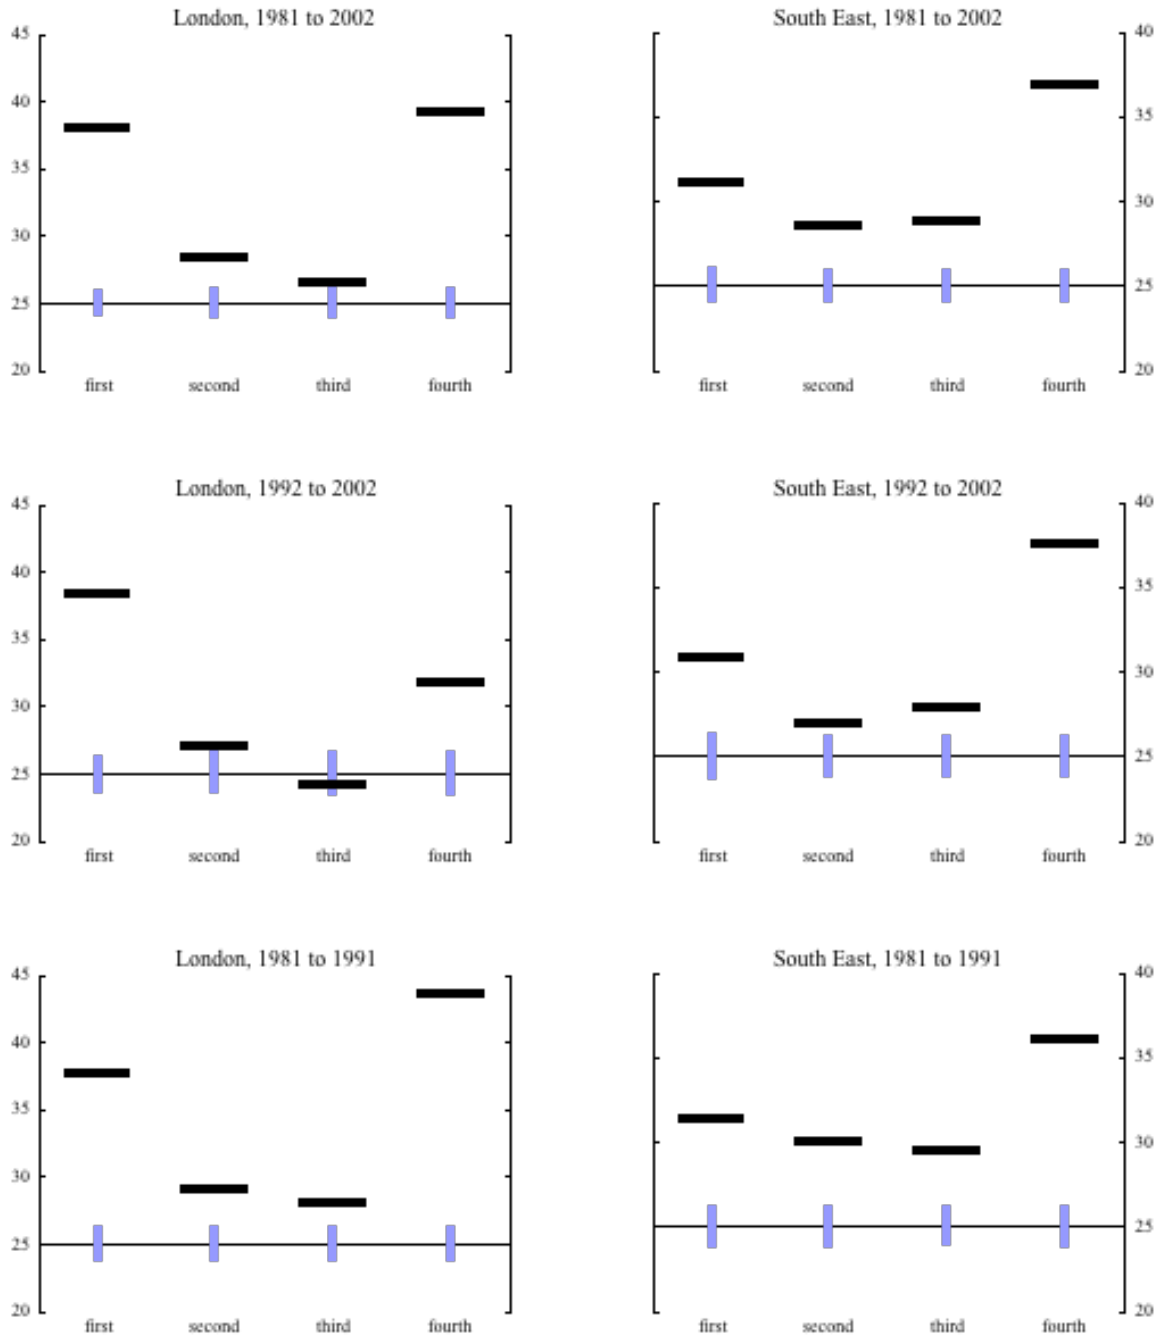 London, 1981 to 2002
45
40
35
30
25
20
first second third fourth
South East, 1981 to 2002
40
35
30
25
20
first second third fourth
London, 1992 to 2002
45
40
35
30
25
20
first second third fourth
South East, 1992 to 2002
40
35
30
25
20
first second third fourth
London, 1981 to 1991
45
40
35
30
25
20
first second third fourth
South East, 1981 to 1991
40
35
30
25
20
first second third fourth